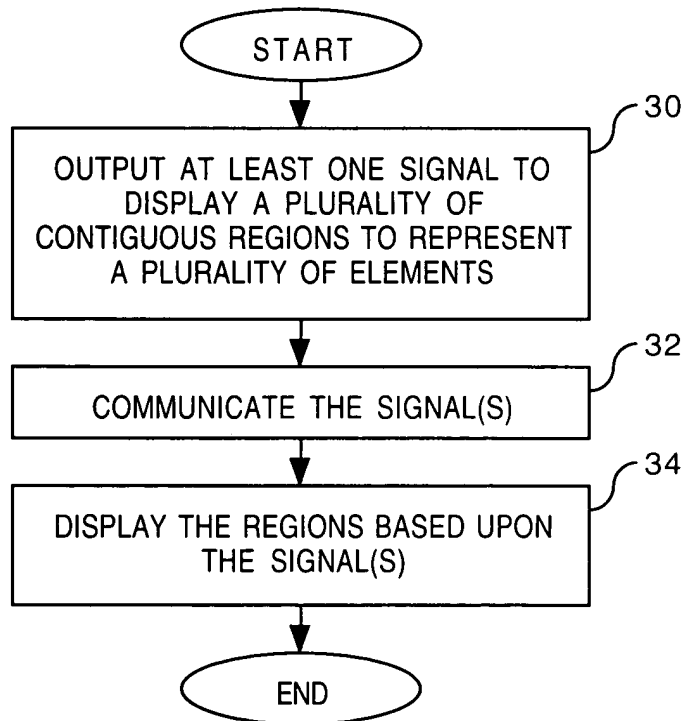 START
30
OUTPUT AT LEAST ONE SIGNAL TO
DISPLAY A PLURALITY OF
CONTIGUOUS REGIONS TO REPRESENT
A PLURALITY OF ELEMENTS
32
COMMUNICATE THE SIGNAL(S)
34
DISPLAY THE REGIONS BASED UPON
THE SIGNAL(S)
END